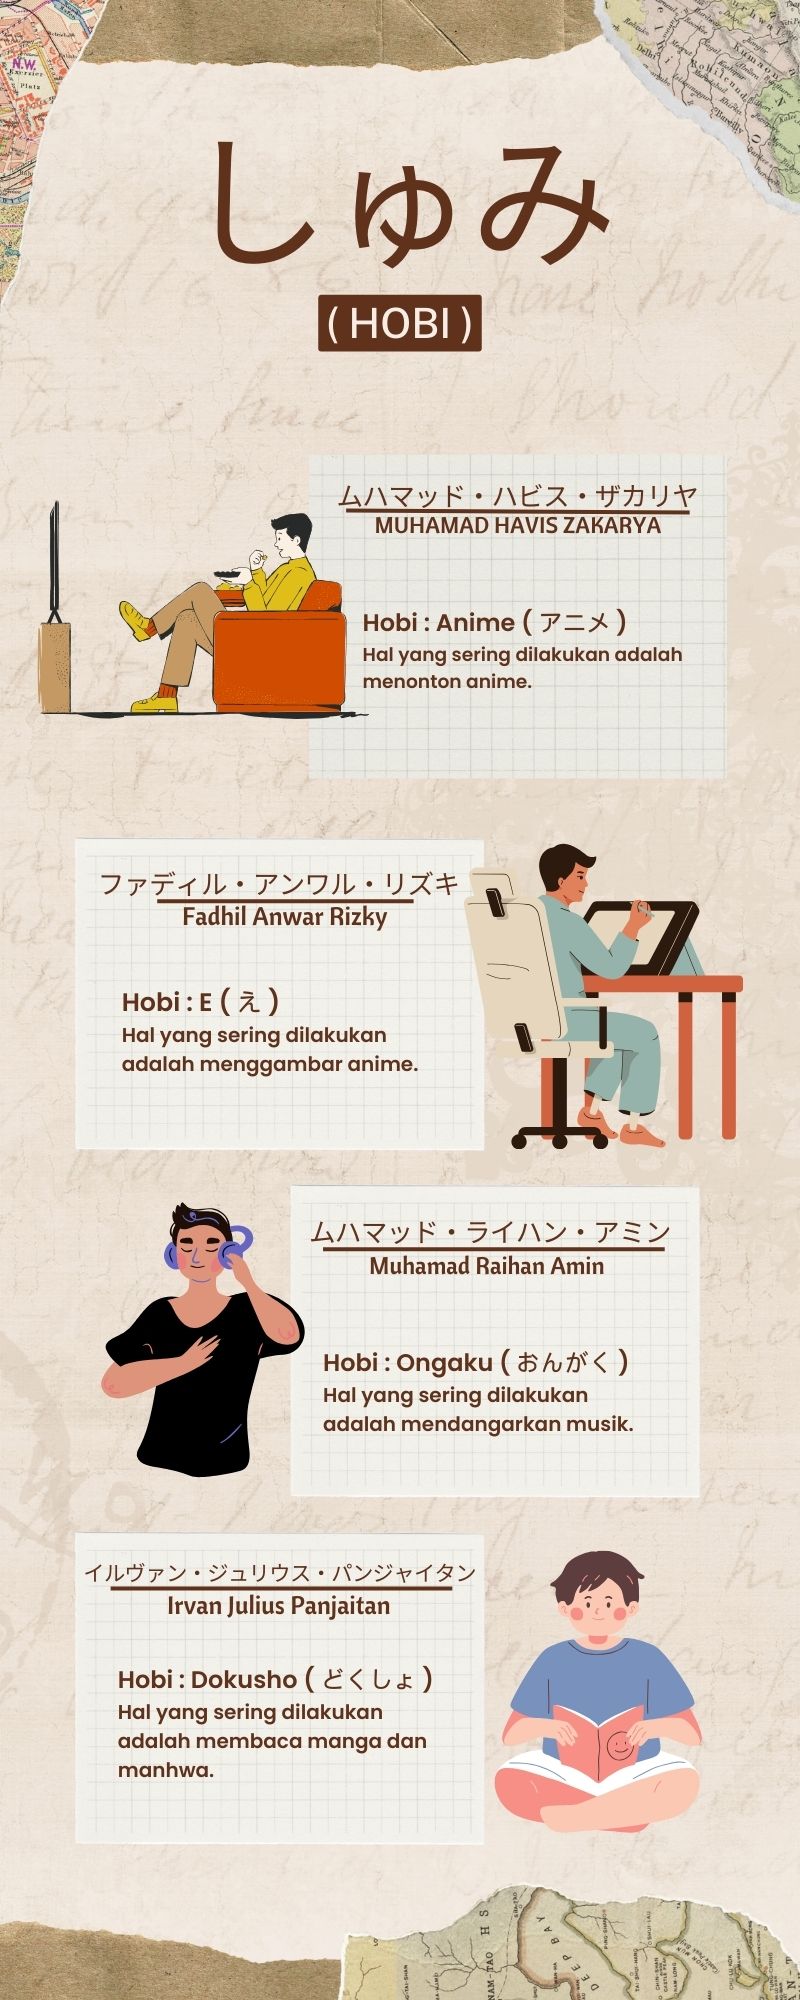 しゅみ
( HOBI )
ムハマッド・ハビス・ザカリヤ
MUHAMAD HAVIS ZAKARYA
Hobi : Anime ( アニメ )
Hal yang sering dilakukan adalah
menonton anime.
ファディル・アンワル・リズキ
Fadhil Anwar Rizky
Hobi : E ( え )
Hal yang sering dilakukan
adalah menggambar anime.
ムハマッド・ライハン・アミン
Muhamad Raihan Amin
Hobi : Ongaku ( おんがく )
Hal yang sering dilakukan
adalah mendangarkan musik.
イルヴァン・ジュリウス・パンジャイタン
Irvan Julius Panjaitan
Hobi : Dokusho ( どくしょ )
Hal yang sering dilakukan
adalah membaca manga dan
manhwa.